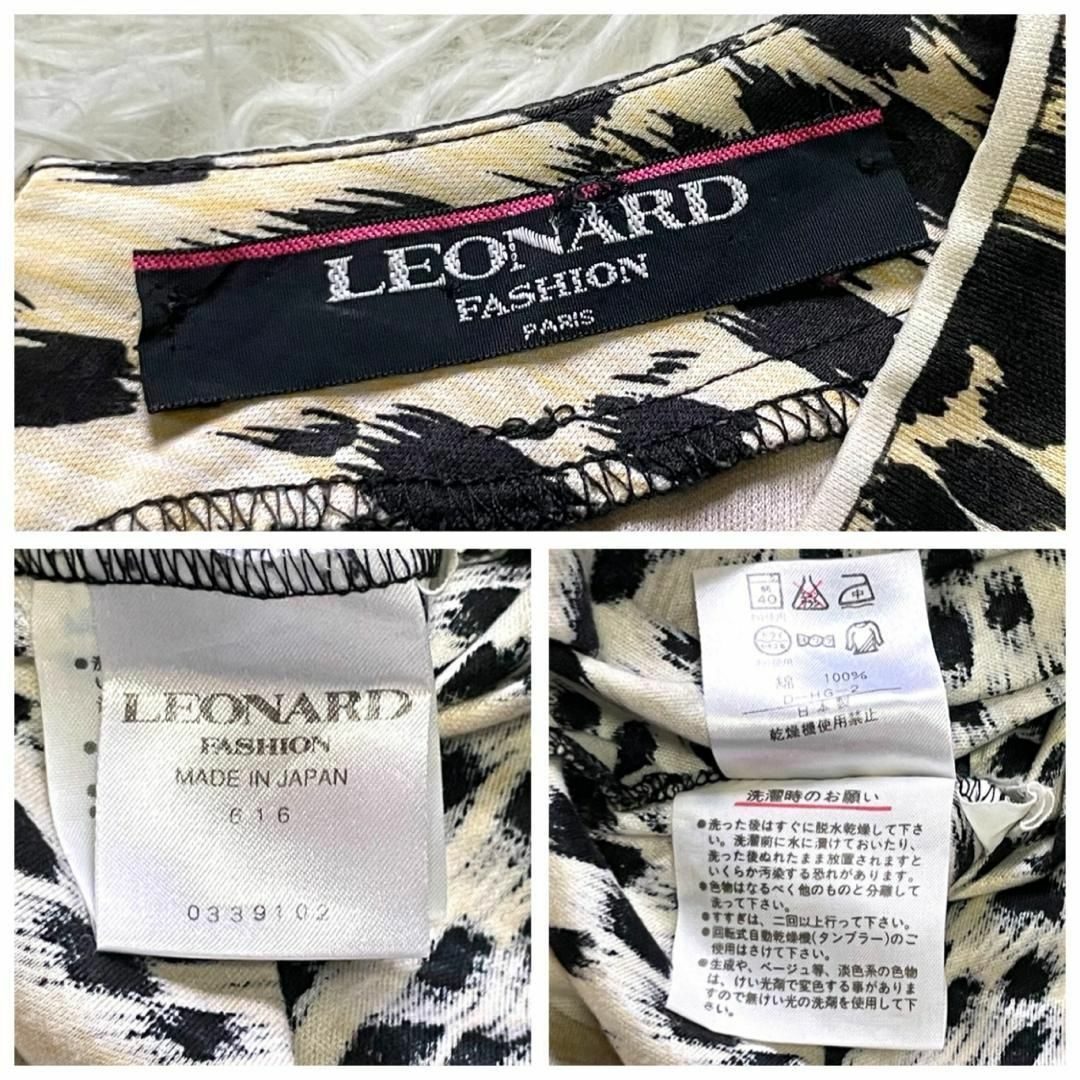 LEONARD
FASHION
PARIS
LEONARD
FASHION
MADE IN JAPAN
616
0339102
40
中
ドライ
綿 100%
D-HG-2
日本製
乾燥機使用禁止
洗濯時のお願い
●洗った後はすぐに脱水乾燥して下さ
い。洗濯前に水に漬けておいたり、
洗った後ぬれたまま放置されますと
いくらか汚染する恐れがあります。
●色物はなるべく他のものと分離して
洗って下さい。
●すすぎは、二回以上行って下さい。
●回転式自動乾燥機(タンブラー)のご
使用はさけて下さい。
●生成や、ベージュ等、淡色系の色物
は、けい光剤で変色する事がありま
すので無けい光の洗剤を使用して下
さい。